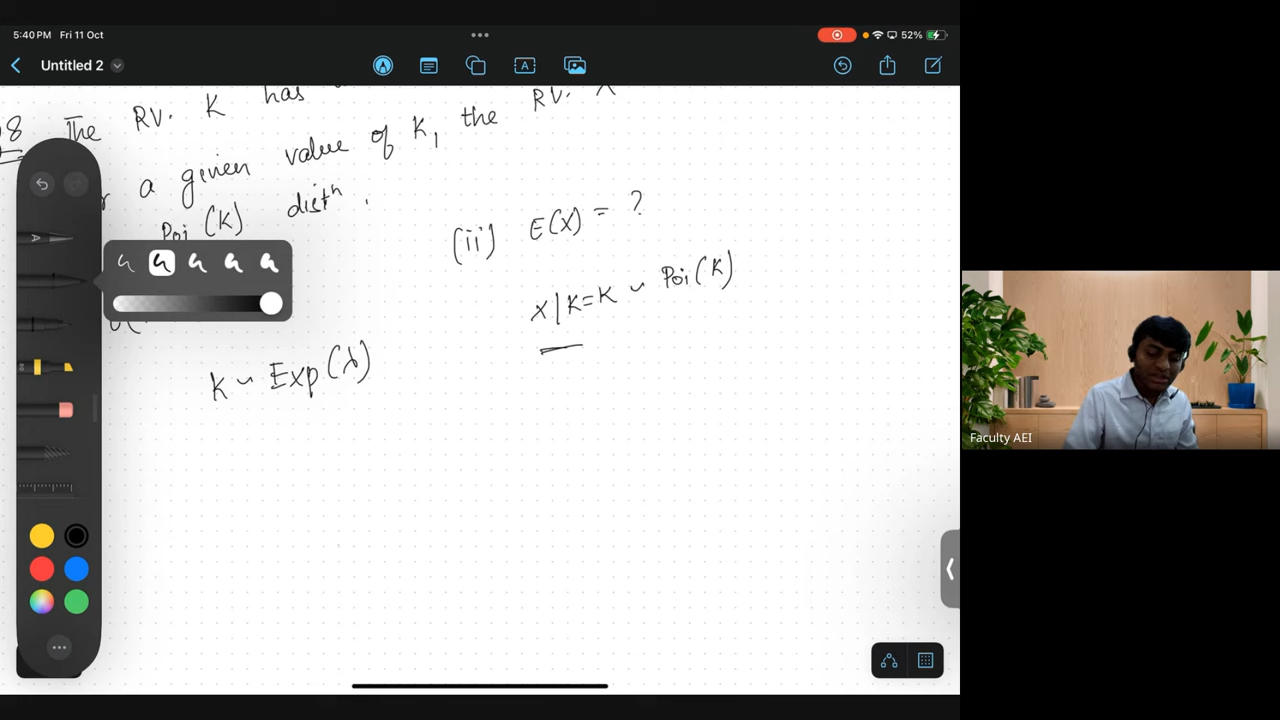 5:40 PM Fri 11 Oct
52%
Untitled 2
Q8 The RV. K has
a given value of K, the RV. X
Poi (K) distⁿ.
(ii) E(X) = ?
X | K=K ~ Poi (K)
K ~ Exp (λ)
Faculty AEI